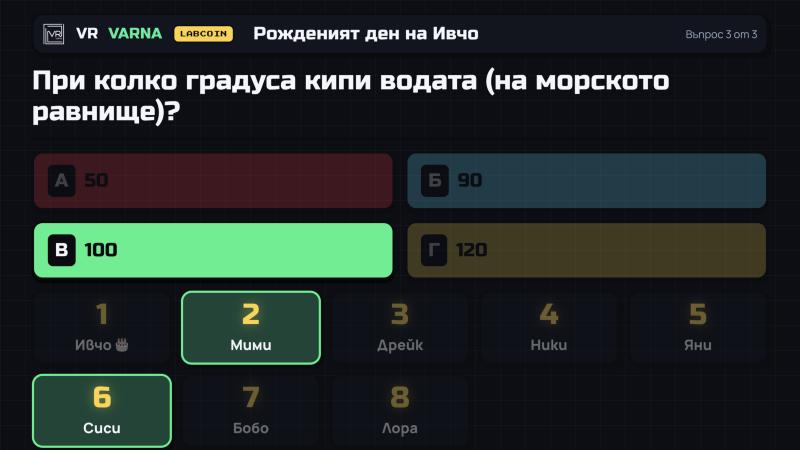 VR VARNA LABCOIN Рожденият ден на Ивчо Въпрос 3 от 3
При колко градуса кипи водата (на морското
равнище)?
А 50 Б 90
В 100 Г 120
1 2 3 4 5
Ивчо Мими Дрейк Ники Яни
6 7 8
Сиси Бобо Лора